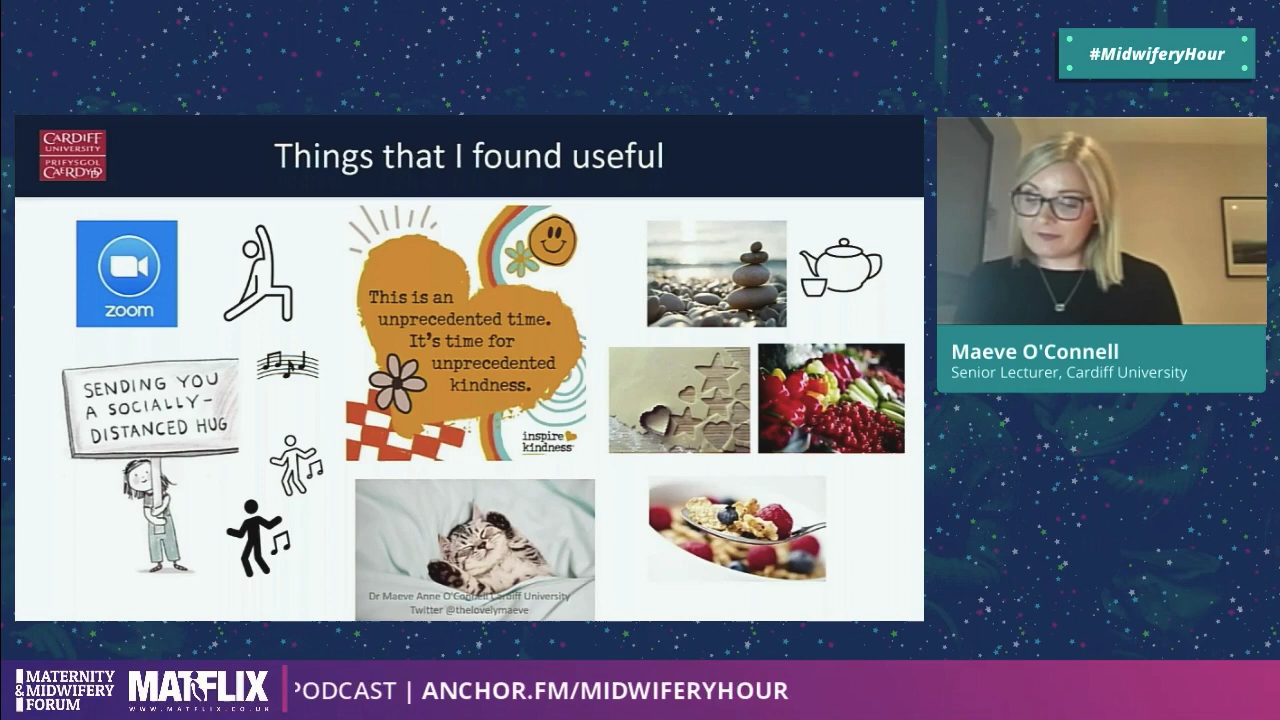 #MidwiferyHour
CARDIFF
UNIVERSITY
PRIFYSGOL
CAERDYDD
Things that I found useful
zoom
This is an
unprecedented time.
It's time for
unprecedented
kindness.
inspire
kindness
SENDING YOU
A SOCIALLY-
DISTANCED HUG
Dr Maeve Anne O'Connell Cardiff University
Twitter @thelovelymaeve
Maeve O'Connell
Senior Lecturer, Cardiff University
MATERNITY
&MIDWIFERY
FORUM
MATFLIX
WWW.MATFLIX.CO.UK
PODCAST | ANCHOR.FM/MIDWIFERYHOUR